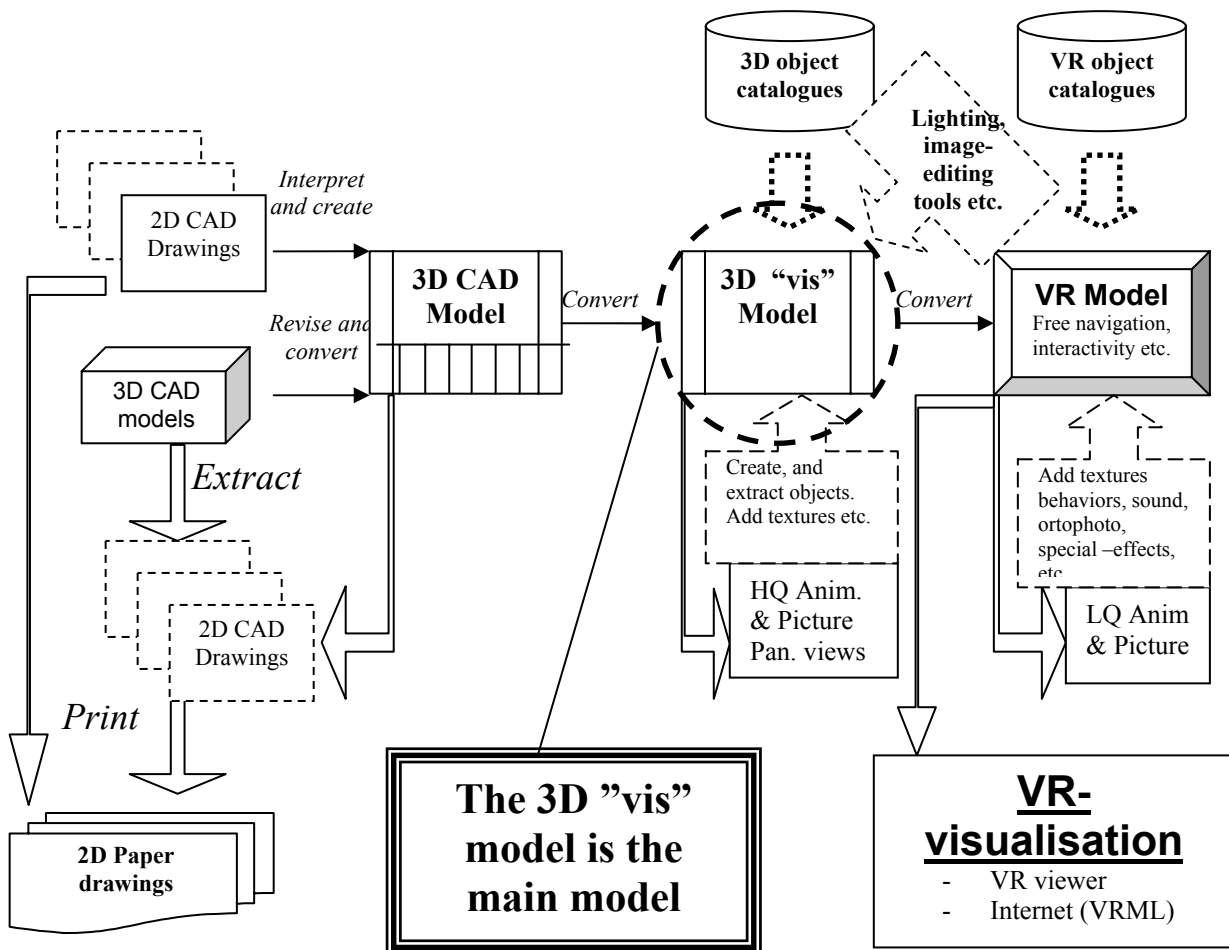 3D object
catalogues
VR object
catalogues
Lighting,
image-
editing
tools etc.
Interpret
and create
2D CAD
Drawings
3D CAD
Model
Convert
3D “vis”
Model
Convert
VR Model
Free navigation,
interactivity etc.
Revise and
convert
3D CAD
models
Extract
Create, and
extract objects.
Add textures etc.
Add textures
behaviors, sound,
ortophoto,
special –effects,
etc
HQ Anim.
& Picture
Pan. views
LQ Anim
& Picture
2D CAD
Drawings
Print
2D Paper
drawings
The 3D ”vis”
model is the
main model
VR-
visualisation
- VR viewer
- Internet (VRML)